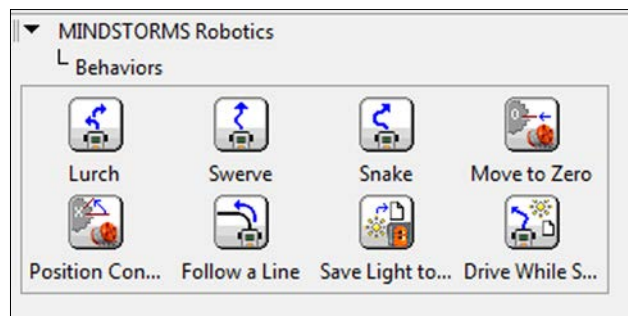 MINDSTORMS Robotics
Behaviors
Lurch Swerve Snake Move to Zero
Position Con... Follow a Line Save Light to... Drive While S...